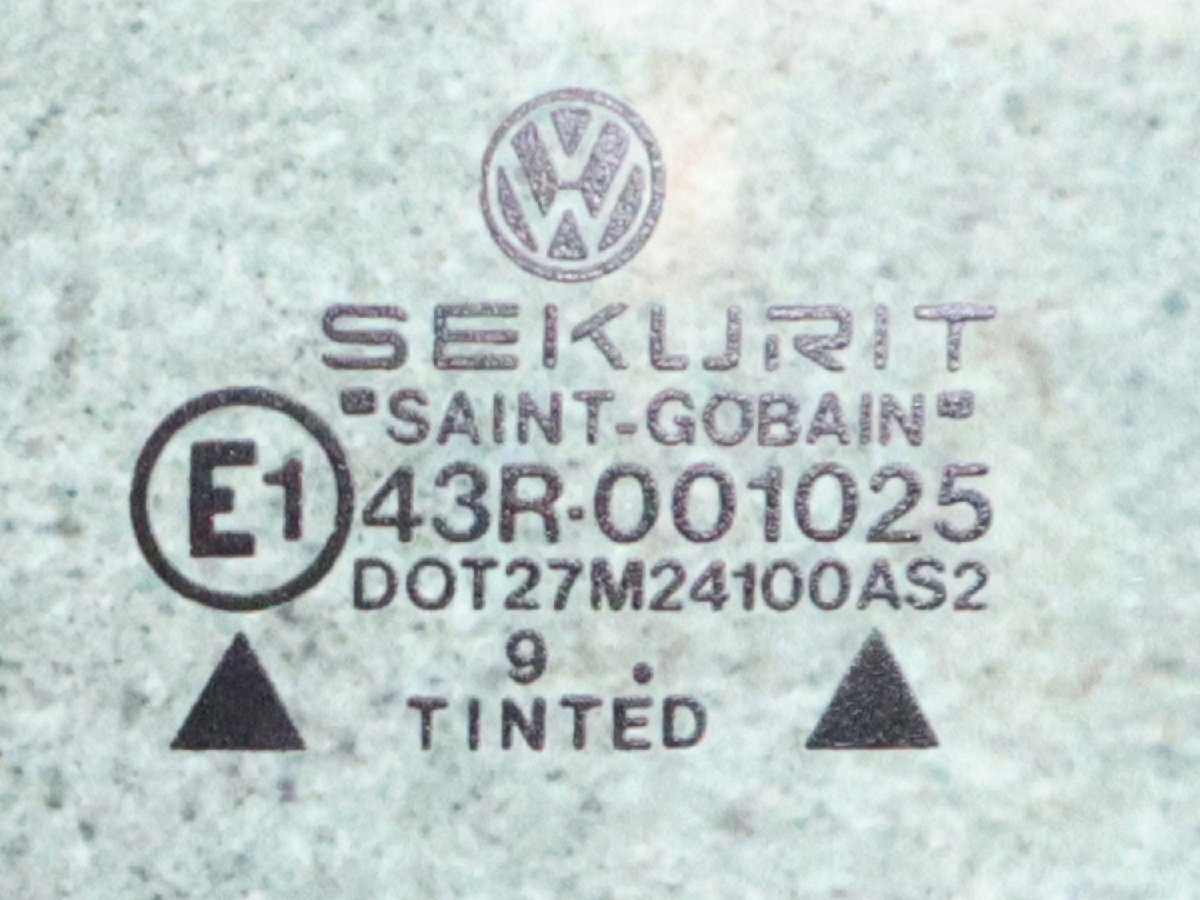 SEKURIT
"SAINT-GOBAIN"
E1 43R-001025
DOT27M24100AS2
9 .
TINTED